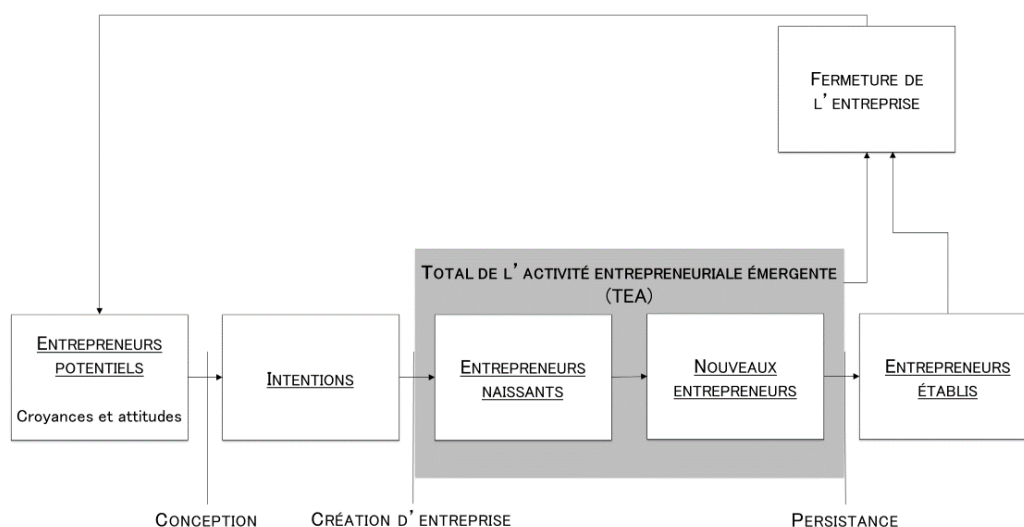 FERMETURE DE
L'ENTREPRISE
TOTAL DE L'ACTIVITÉ ENTREPRENEURIALE ÉMERGENTE
(TEA)
ENTREPRENEURS
POTENTIELS
Croyances et attitudes
INTENTIONS
ENTREPRENEURS
NAISSANTS
NOUVEAUX
ENTREPRENEURS
ENTREPRENEURS
ÉTABLIS
CONCEPTION
CRÉATION D'ENTREPRISE
PERSISTANCE